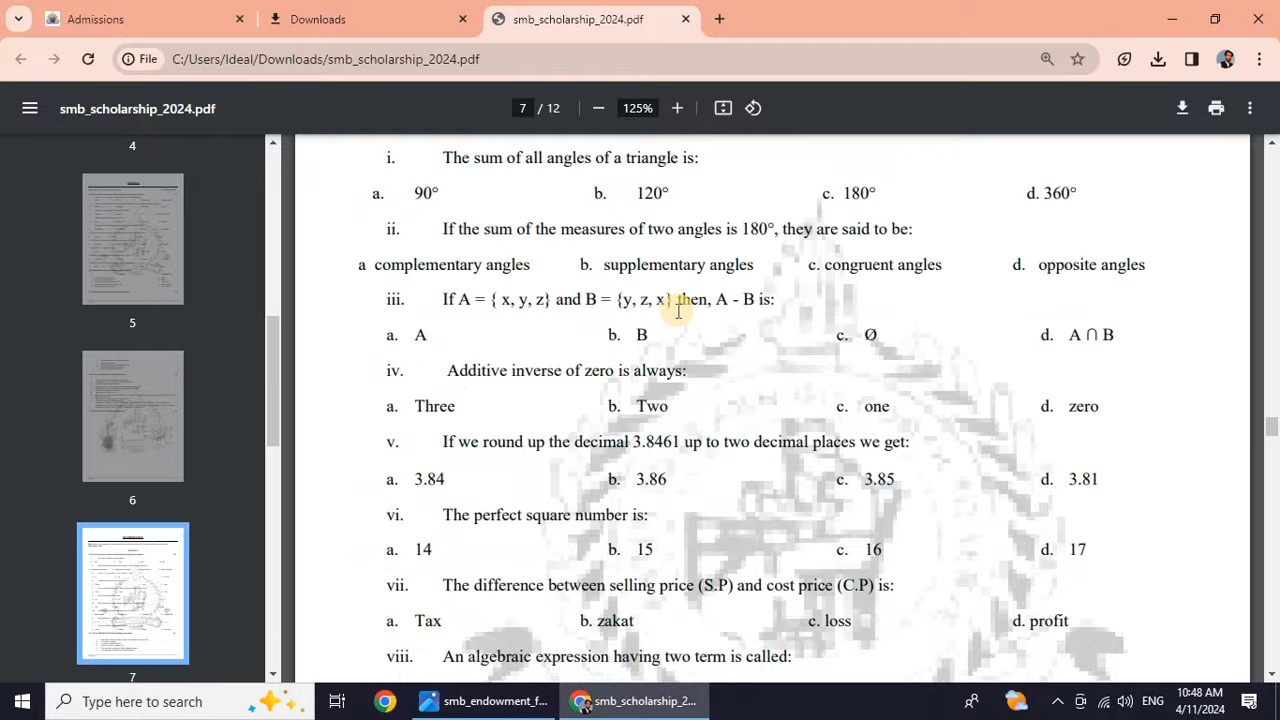 Admissions
Downloads
smb_scholarship_2024.pdf
File C:/Users/Ideal/Downloads/smb_scholarship_2024.pdf
smb_scholarship_2024.pdf
7 / 12
125%
4
5
6
7
i. The sum of all angles of a triangle is:
a. 90° b. 120° c. 180° d. 360°
ii. If the sum of the measures of two angles is 180°, they are said to be:
a complementary angles b. supplementary angles c. congruent angles d. opposite angles
iii. If A = { x, y, z} and B = {y, z, x} then, A - B is:
a. A b. B c. Ø d. A ∩ B
iv. Additive inverse of zero is always:
a. Three b. Two c. one d. zero
v. If we round up the decimal 3.8461 up to two decimal places we get:
a. 3.84 b. 3.86 c. 3.85 d. 3.81
vi. The perfect square number is:
a. 14 b. 15 c. 16 d. 17
vii. The difference between selling price (S.P) and cost price (C.P) is:
a. Tax b. zakat c. loss d. profit
viii. An algebraic expression having two term is called:
Type here to search
smb_endowment_f...
smb_scholarship_2...
ENG
10:48 AM
4/11/2024